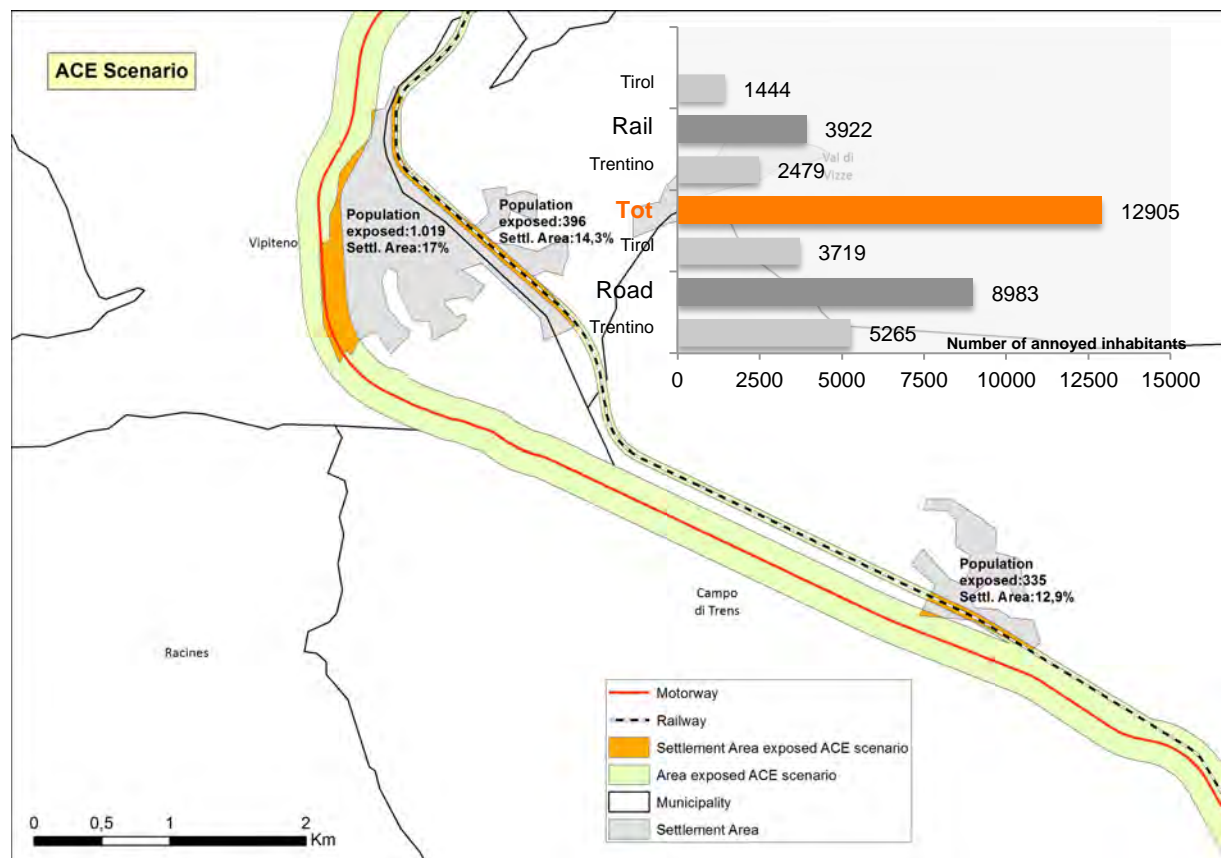 ACE Scenario
Tirol
1444
Rail
3922
Trentino
2479
Val di
Vizze
Tot
12905
Tirol
3719
Road
8983
Trentino
5265
Number of annoyed inhabitants
0 2500 5000 7500 10000 12500 15000
Vipiteno
Population
exposed:1.019
Settl. Area:17%
Population
exposed:396
Settl. Area:14,3%
Population
exposed:335
Settl. Area:12,9%
Campo
di Trens
Racines
Motorway
Railway
Settlement Area exposed ACE scenario
Area exposed ACE scenario
Municipality
Settlement Area
0 0,5 1 2
Km